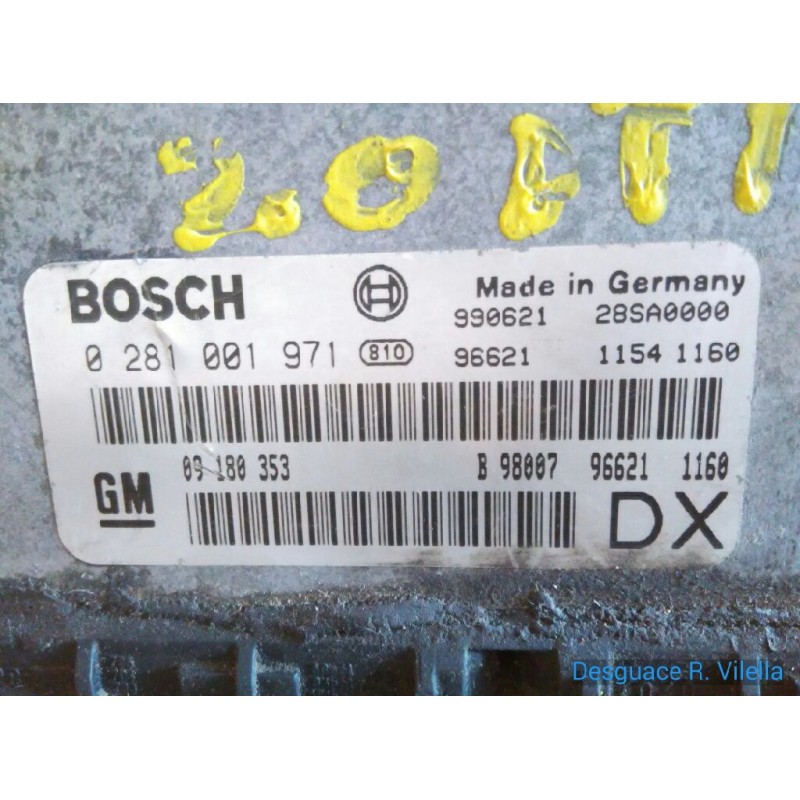 2.0 DTI
BOSCH Made in Germany
990621 28SA0000
0 281 001 971 810 96621 1154 1160
GM 09 180 353 B 98007 96621 1160
DX
Desguace R. Vilella